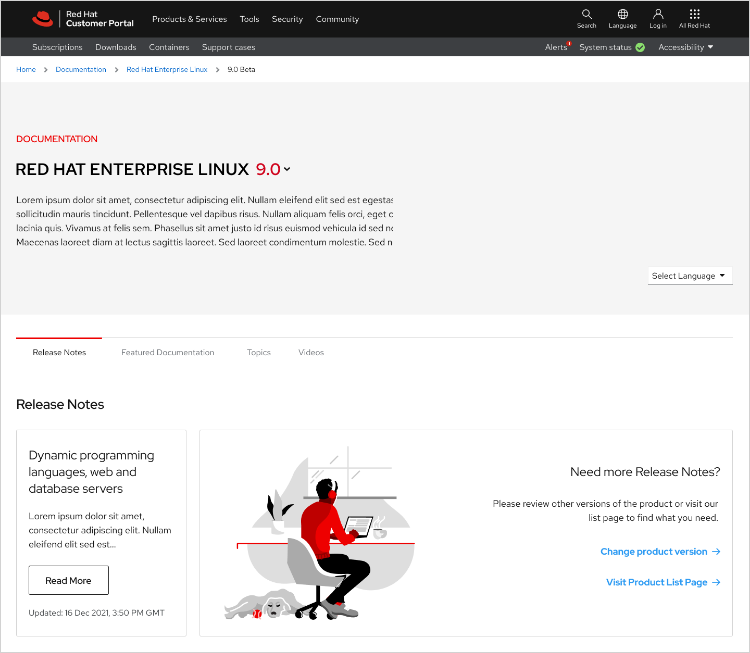 Red Hat
Customer Portal
Products & Services Tools Security Community
Search Language Log in All Red Hat
Subscriptions Downloads Containers Support cases
Alerts System status Accessibility
Home Documentation Red Hat Enterprise Linux 9.0 Beta
DOCUMENTATION
RED HAT ENTERPRISE LINUX 9.0
Lorem ipsum dolor sit amet, consectetur adipiscing elit. Nullam eleifend elit sed est egestas
sollicitudin mauris tincidunt. Pellentesque vel dapibus risus. Nullam aliquam felis orci, eget c
lacinia quis. Vivamus at felis sem. Phasellus sit amet justo id risus euismod vehicula id sed ne
Maecenas laoreet diam at lectus sagittis laoreet. Sed laoreet condimentum molestie. Sed n
Select Language
Release Notes Featured Documentation Topics Videos
Release Notes
Dynamic programming
languages, web and
database servers
Lorem ipsum dolor sit amet,
consectetur adipiscing elit. Nullam
eleifend elit sed est...
Read More
Updated: 16 Dec 2021, 3:50 PM GMT
Need more Release Notes?
Please review other versions of the product or visit our
list page to find what you need.
Change product version
Visit Product List Page